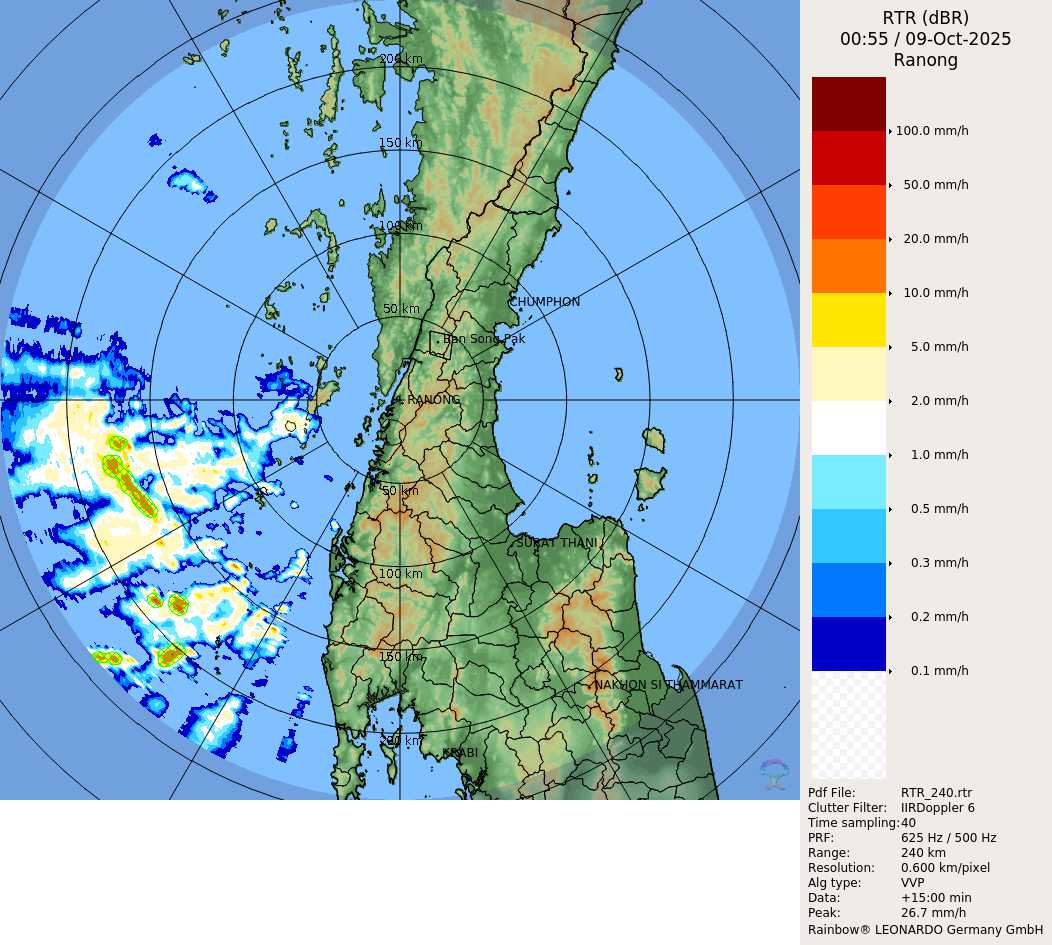 RTR (dBR)
00:55 / 09-Oct-2025
Ranong
100.0 mm/h
50.0 mm/h
20.0 mm/h
10.0 mm/h
5.0 mm/h
2.0 mm/h
1.0 mm/h
0.5 mm/h
0.3 mm/h
0.2 mm/h
0.1 mm/h
200 km
150 km
100 km
50 km
CHUMPHON
Ban Song Pak
RANONG
50 km
SURAT THANI
100 km
150 km
NAKHON SI THAMMARAT
200 km
KRABI
Pdf File: RTR_240.rtr
Clutter Filter: IIRDoppler 6
Time sampling: 40
PRF: 625 Hz / 500 Hz
Range: 240 km
Resolution: 0.600 km/pixel
Alg type: VVP
Data: +15:00 min
Peak: 26.7 mm/h
Rainbow® LEONARDO Germany GmbH